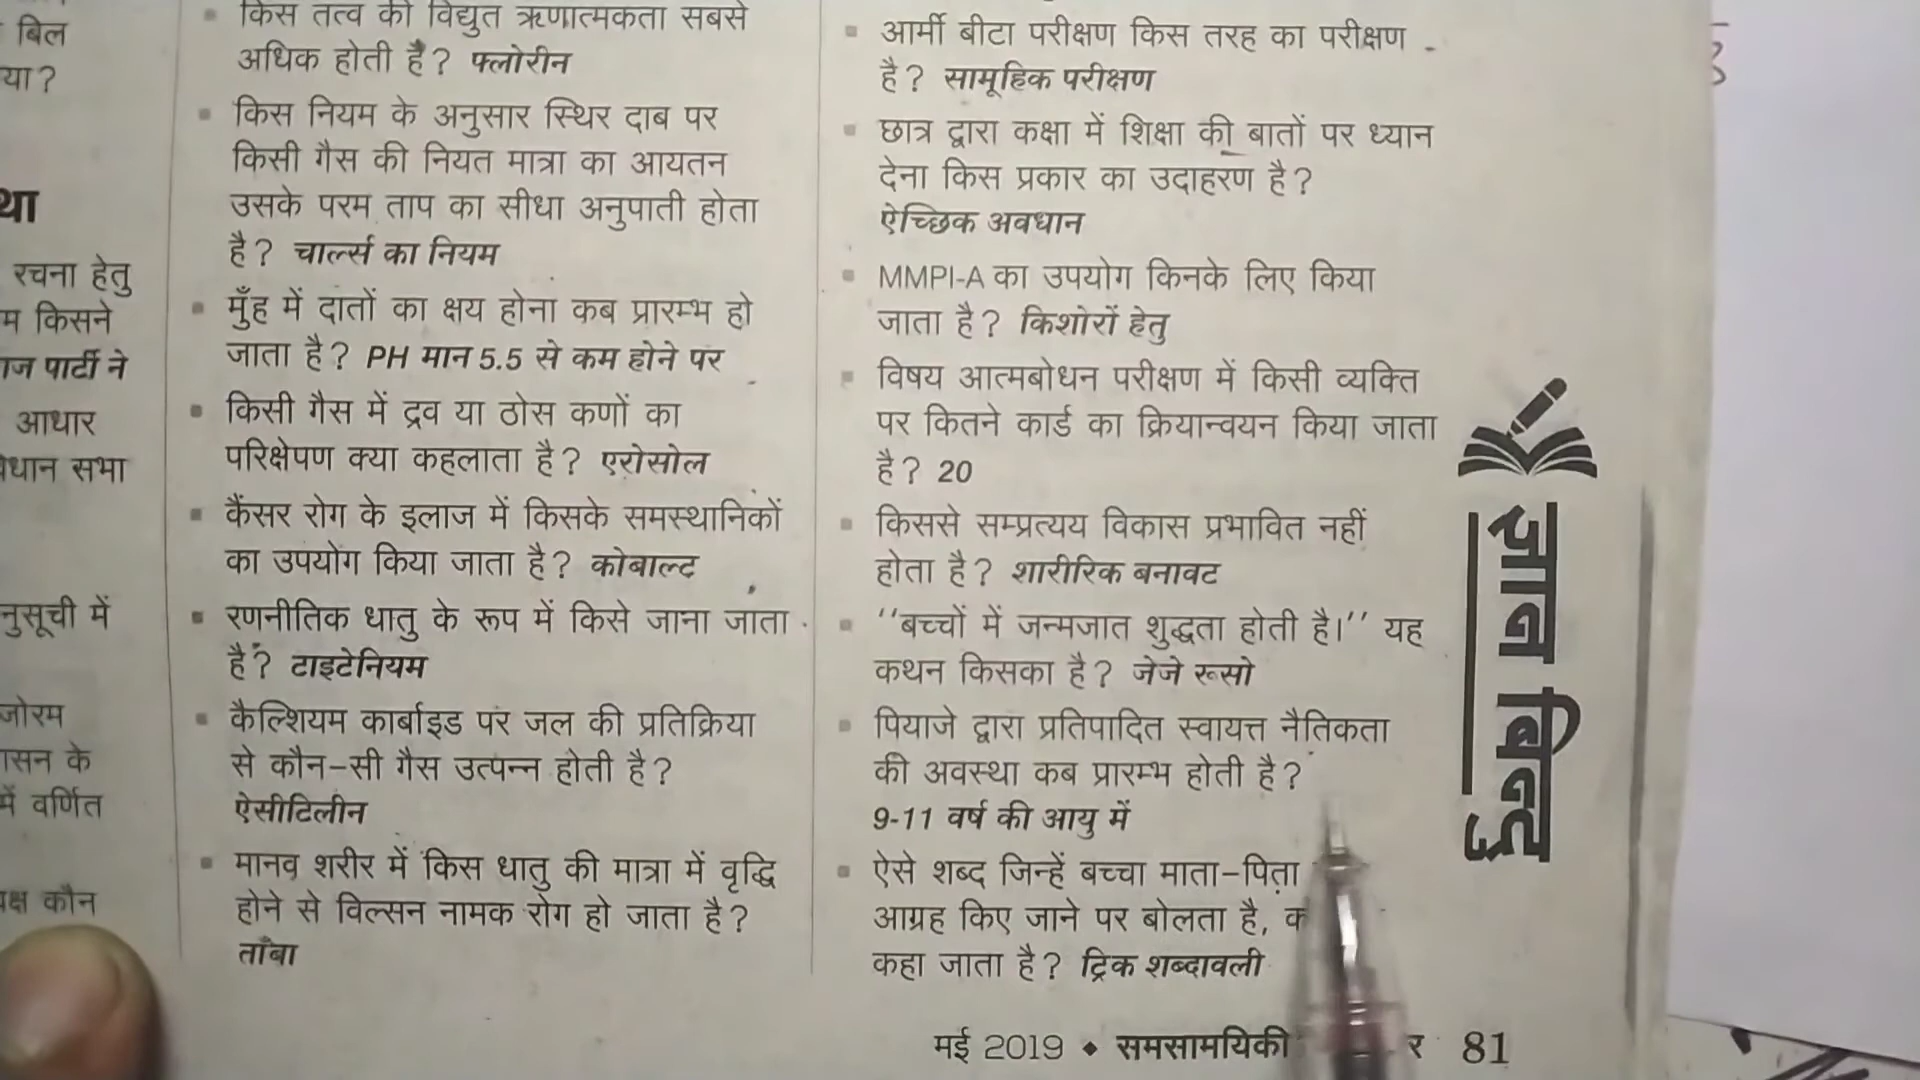 बिल
या?
था
रचना हेतु
म किसने
ाज पार्टी ने
आधार
वधान सभा
नुसूची में
जोरम
ासन के
में वर्णित
यक्ष कौन
किस तत्व की विद्युत ऋणात्मकता सबसे
अधिक होती है? फ्लोरीन
▪ किस नियम के अनुसार स्थिर दाब पर
किसी गैस की नियत मात्रा का आयतन
उसके परम ताप का सीधा अनुपाती होता
है? चार्ल्स का नियम
▪ मुँह में दातों का क्षय होना कब प्रारम्भ हो
जाता है? PH मान 5.5 से कम होने पर
▪ किसी गैस में द्रव या ठोस कणों का
परिक्षेपण क्या कहलाता है? एरोसोल
▪ कैंसर रोग के इलाज में किसके समस्थानिकों
का उपयोग किया जाता है? कोबाल्ट
▪ रणनीतिक धातु के रूप में किसे जाना जाता
है? टाइटेनियम
▪ कैल्शियम कार्बाइड पर जल की प्रतिक्रिया
से कौन-सी गैस उत्पन्न होती है?
ऐसीटिलीन
▪ मानव शरीर में किस धातु की मात्रा में वृद्धि
होने से विल्सन नामक रोग हो जाता है?
ताँबा
▪ आर्मी बीटा परीक्षण किस तरह का परीक्षण
है? सामूहिक परीक्षण
▪ छात्र द्वारा कक्षा में शिक्षा की बातों पर ध्यान
देना किस प्रकार का उदाहरण है?
ऐच्छिक अवधान
▪ MMPI-A का उपयोग किनके लिए किया
जाता है? किशोरों हेतु
▪ विषय आत्मबोधन परीक्षण में किसी व्यक्ति
पर कितने कार्ड का क्रियान्वयन किया जाता
है? 20
▪ किससे सम्प्रत्यय विकास प्रभावित नहीं
होता है? शारीरिक बनावट
▪ ''बच्चों में जन्मजात शुद्धता होती है।'' यह
कथन किसका है? जेजे रूसो
▪ पियाजे द्वारा प्रतिपादित स्वायत्त नैतिकता
की अवस्था कब प्रारम्भ होती है?
9-11 वर्ष की आयु में
▪ ऐसे शब्द जिन्हें बच्चा माता-पिता
आग्रह किए जाने पर बोलता है, क
कहा जाता है? ट्रिक शब्दावली
ज्ञान बिन्दु
मई 2019 ◆ समसामयिकी र 81